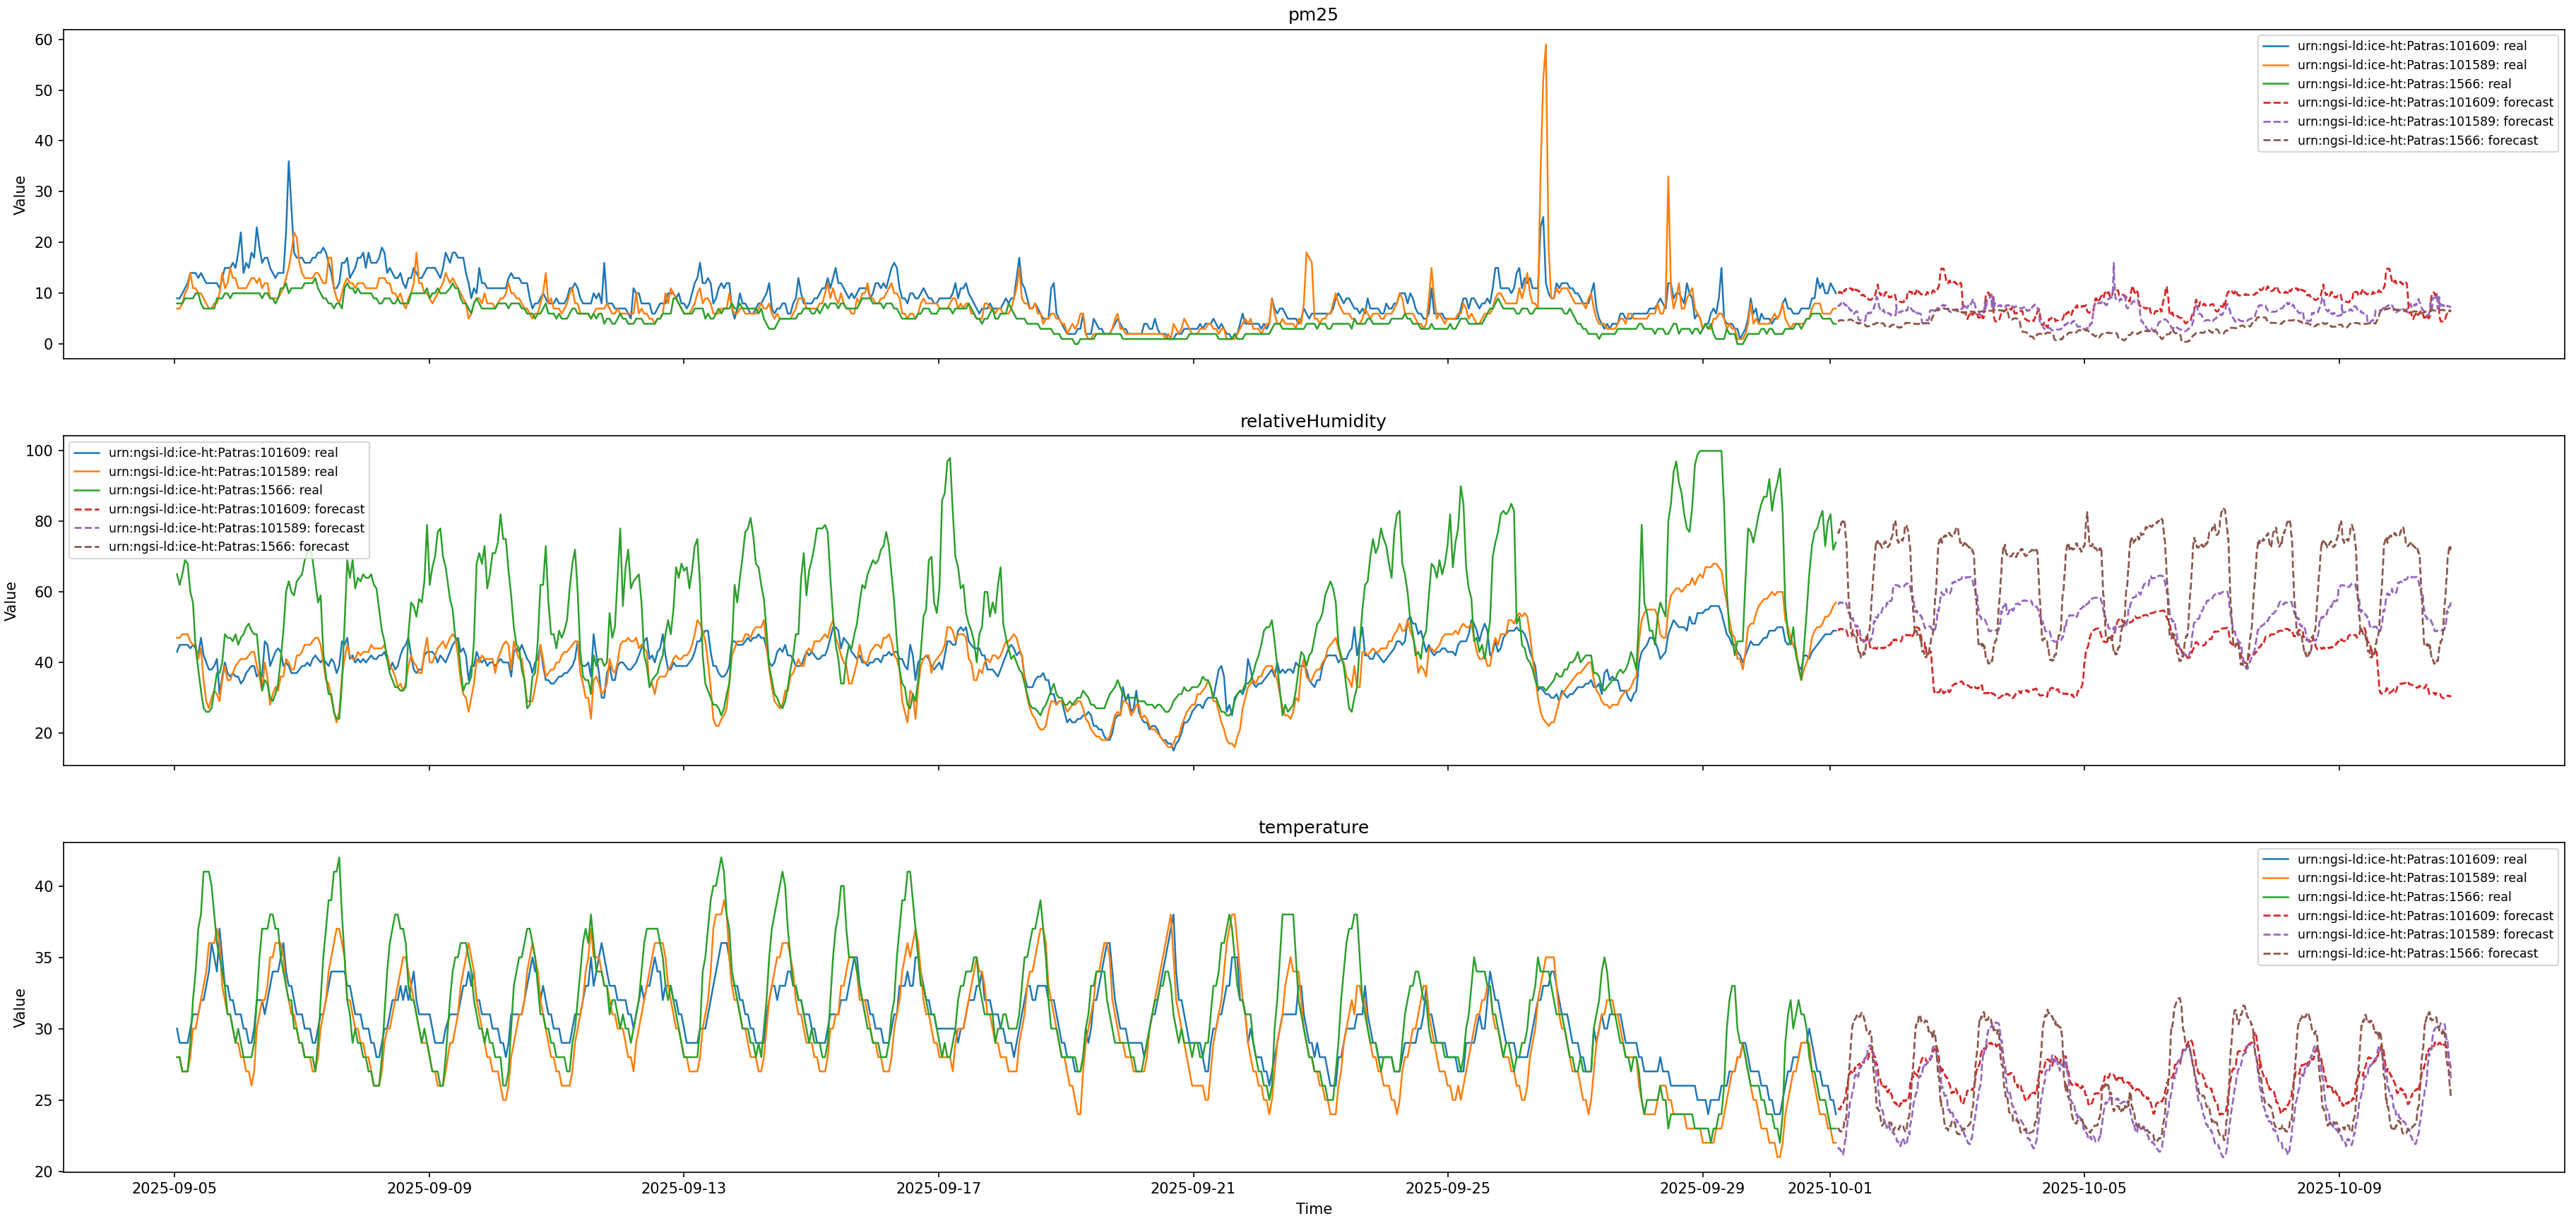 pm25
60
50
40
30
20
10
0
Value
urn:ngsi-ld:ice-ht:Patras:101609: real
urn:ngsi-ld:ice-ht:Patras:101589: real
urn:ngsi-ld:ice-ht:Patras:1566: real
urn:ngsi-ld:ice-ht:Patras:101609: forecast
urn:ngsi-ld:ice-ht:Patras:101589: forecast
urn:ngsi-ld:ice-ht:Patras:1566: forecast
relativeHumidity
100
80
60
40
20
Value
urn:ngsi-ld:ice-ht:Patras:101609: real
urn:ngsi-ld:ice-ht:Patras:101589: real
urn:ngsi-ld:ice-ht:Patras:1566: real
urn:ngsi-ld:ice-ht:Patras:101609: forecast
urn:ngsi-ld:ice-ht:Patras:101589: forecast
urn:ngsi-ld:ice-ht:Patras:1566: forecast
temperature
40
35
30
25
20
Value
urn:ngsi-ld:ice-ht:Patras:101609: real
urn:ngsi-ld:ice-ht:Patras:101589: real
urn:ngsi-ld:ice-ht:Patras:1566: real
urn:ngsi-ld:ice-ht:Patras:101609: forecast
urn:ngsi-ld:ice-ht:Patras:101589: forecast
urn:ngsi-ld:ice-ht:Patras:1566: forecast
2025-09-05 2025-09-09 2025-09-13 2025-09-17 2025-09-21 2025-09-25 2025-09-29 2025-10-01 2025-10-05 2025-10-09
Time